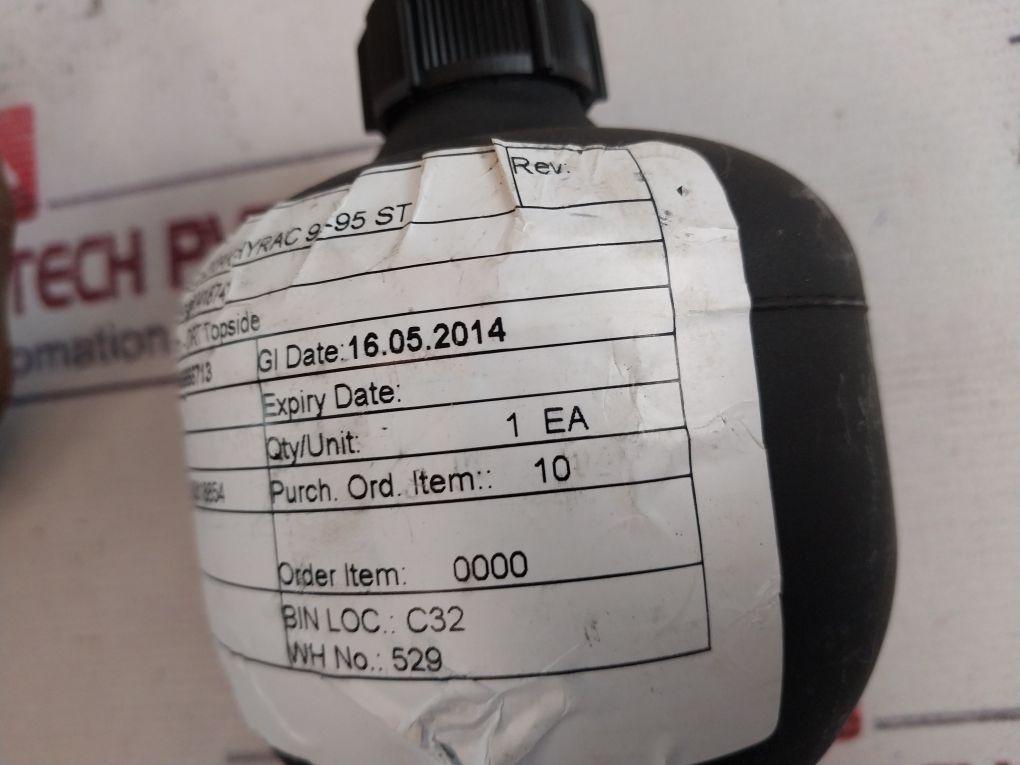 Rev:
9-95 ST
Topside
GI Date:16.05.2014
Expiry Date:
Qty/Unit: 1 EA
Purch. Ord. Item:: 10
Order Item: 0000
BIN LOC.: C32
WH No.: 529
TECH
omation